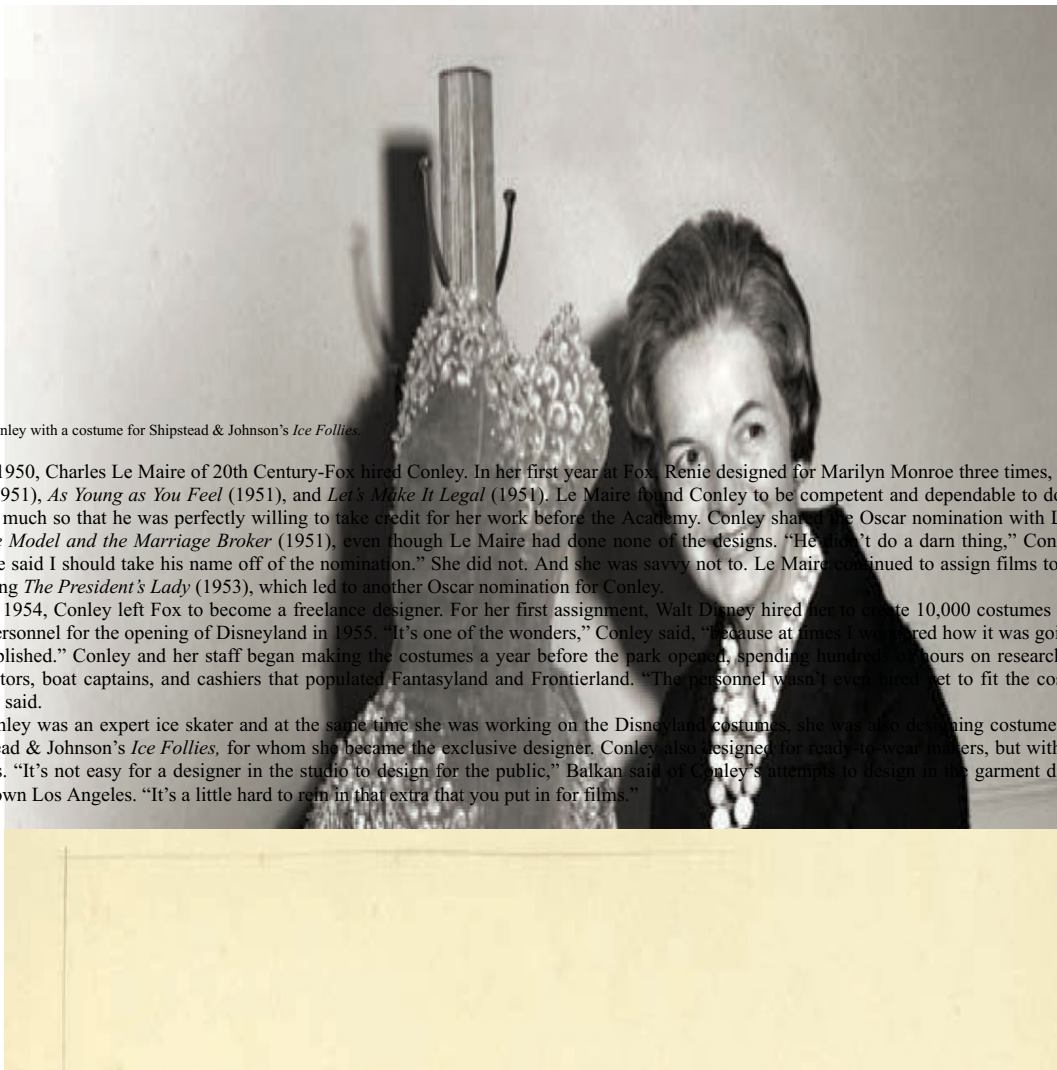 nley with a costume for Shipstead & Johnson’s Ice Follies.
1950, Charles Le Maire of 20th Century-Fox hired Conley. In her first year at Fox, Renie designed for Marilyn Monroe three times,
951), As Young as You Feel (1951), and Let’s Make It Legal (1951). Le Maire found Conley to be competent and dependable to do
much so that he was perfectly willing to take credit for her work before the Academy. Conley shared the Oscar nomination with L
e Model and the Marriage Broker (1951), even though Le Maire had done none of the designs. “He didn’t do a darn thing,” Con
e said I should take his name off of the nomination.” She did not. And she was savvy not to. Le Maire continued to assign films to
ng The President’s Lady (1953), which led to another Oscar nomination for Conley.
1954, Conley left Fox to become a freelance designer. For her first assignment, Walt Disney hired her to create 10,000 costumes
ersonnel for the opening of Disneyland in 1955. “It’s one of the wonders,” Conley said, “because at times I wondered how it was goi
plished.” Conley and her staff began making the costumes a year before the park opened, spending hundreds of hours on research
tors, boat captains, and cashiers that populated Fantasyland and Frontierland. “The personnel wasn’t even hired yet to fit the cos
said.
nley was an expert ice skater and at the same time she was working on the Disneyland costumes, she was also designing costume
ead & Johnson’s Ice Follies, for whom she became the exclusive designer. Conley also designed for ready-to-wear makers, but with
s. “It’s not easy for a designer in the studio to design for the public,” Balkan said of Conley’s attempts to design in the garment d
own Los Angeles. “It’s a little hard to rein in that extra that you put in for films.”